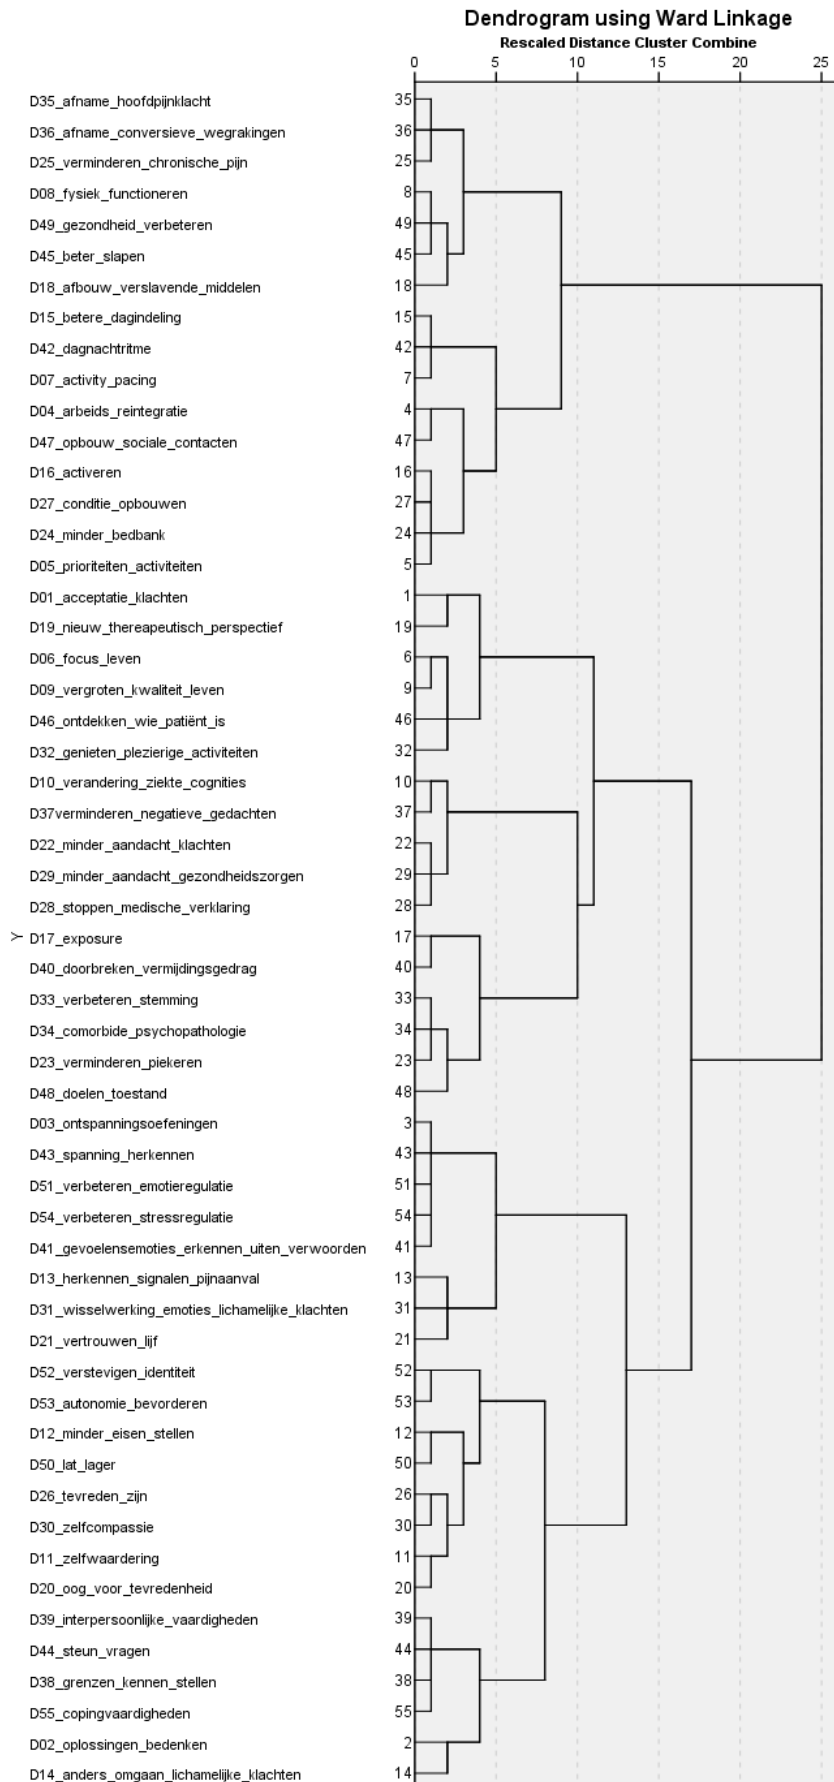 Dendrogram using Ward Linkage
Rescaled Distance Cluster Combine
0 5 10 15 20 25
D35_afname_hoofdpijnklacht 35
D36_afname_conversieve_wegrakingen 36
D25_verminderen_chronische_pijn 25
D08_fysiek_functioneren 8
D49_gezondheid_verbeteren 49
D45_beter_slapen 45
D18_afbouw_verslavende_middelen 18
D15_betere_dagindeling 15
D42_dagnachtritme 42
D07_activity_pacing 7
D04_arbeids_reintegratie 4
D47_opbouw_sociale_contacten 47
D16_activeren 16
D27_conditie_opbouwen 27
D24_minder_bedbank 24
D05_prioriteiten_activiteiten 5
D01_acceptatie_klachten 1
D19_nieuw_thereapeutisch_perspectief 19
D06_focus_leven 6
D09_vergroten_kwaliteit_leven 9
D46_ontdekken_wie_patiënt_is 46
D32_genieten_plezierige_activiteiten 32
D10_verandering_ziekte_cognities 10
D37verminderen_negatieve_gedachten 37
D22_minder_aandacht_klachten 22
D29_minder_aandacht_gezondheidszorgen 29
D28_stoppen_medische_verklaring 28
Y
D17_exposure 17
D40_doorbreken_vermijdingsgedrag 40
D33_verbeteren_stemming 33
D34_comorbide_psychopathologie 34
D23_verminderen_piekeren 23
D48_doelen_toestand 48
D03_ontspanningsoefeningen 3
D43_spanning_herkennen 43
D51_verbeteren_emotieregulatie 51
D54_verbeteren_stressregulatie 54
D41_gevoelensemoties_erkennen_uiten_verwoorden 41
D13_herkennen_signalen_pijnaanval 13
D31_wisselwerking_emoties_lichamelijke_klachten 31
D21_vertrouwen_lijf 21
D52_verstevigen_identiteit 52
D53_autonomie_bevorderen 53
D12_minder_eisen_stellen 12
D50_lat_lager 50
D26_tevreden_zijn 26
D30_zelfcompassie 30
D11_zelfwaardering 11
D20_oog_voor_tevredenheid 20
D39_interpersoonlijke_vaardigheden 39
D44_steun_vragen 44
D38_grenzen_kennen_stellen 38
D55_copingvaardigheden 55
D02_oplossingen_bedenken 2
D14_anders_omgaan_lichamelijke_klachten 14